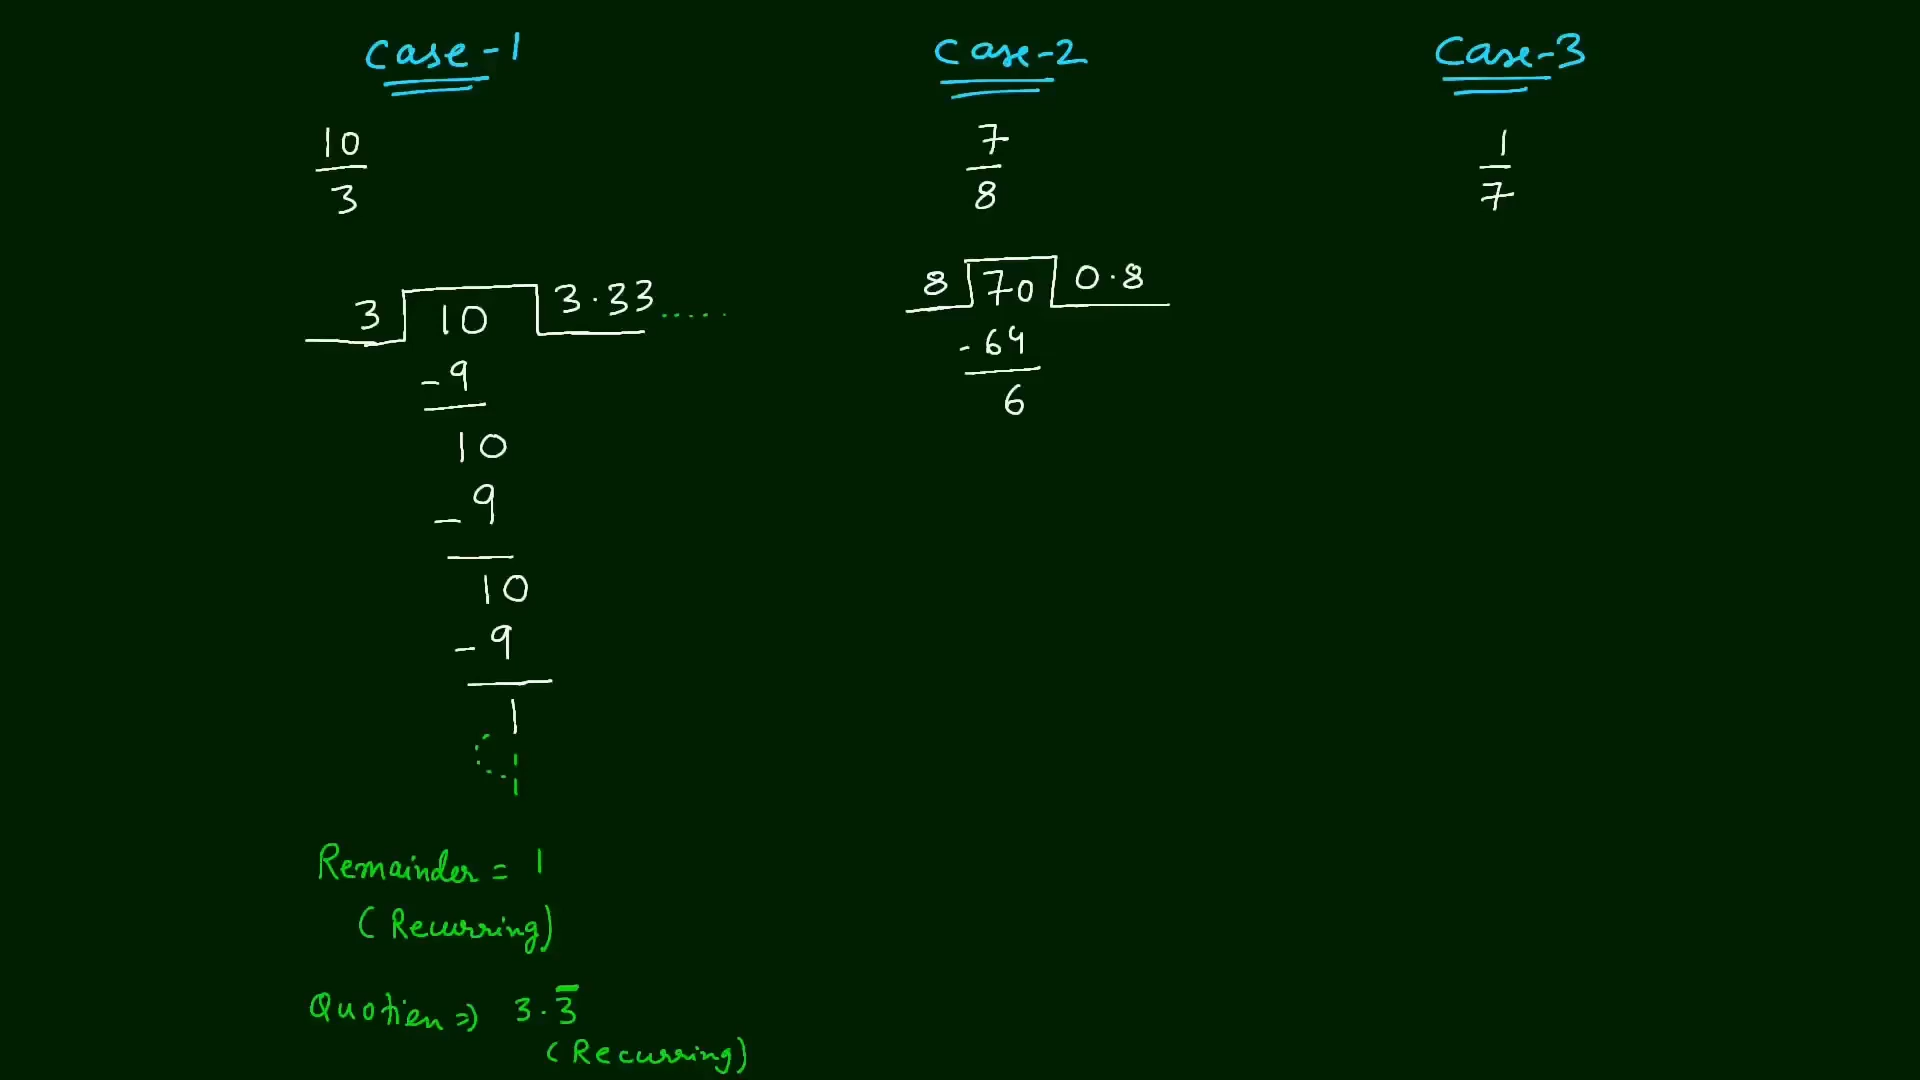 Case-1
10
3
3 10 3.33.....
-9
10
-9
10
-9
1
Remainder = 1
(Recurring)
Quotien => 3.3̅
(Recurring)
Case-2
7
8
8 70 0.8
-64
6
Case-3
1
7